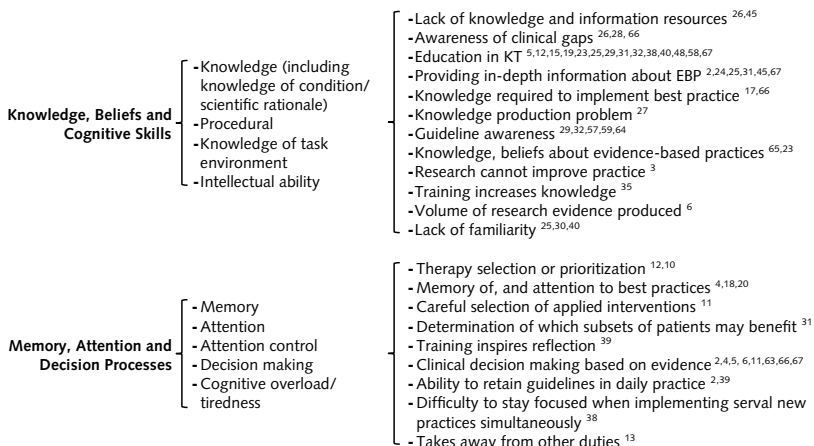 Knowledge, Beliefs and
Cognitive Skills
-Knowledge (including
knowledge of condition/
scientific rationale)
-Procedural
-Knowledge of task
environment
-Intellectual ability
-Lack of knowledge and information resources 26,45
-Awareness of clinical gaps 26,28, 66
-Education in KT 5,12,15,19,23,25,29,31,32,38,40,48,58,67
-Providing in-depth information about EBP 2,24,25,31,45,67
-Knowledge required to implement best practice 17,66
-Knowledge production problem 27
-Guideline awareness 29,32,57,59,64
-Knowledge, beliefs about evidence-based practices 65,23
-Research cannot improve practice 3
-Training increases knowledge 35
-Volume of research evidence produced 6
-Lack of familiarity 25,30,40
Memory, Attention and
Decision Processes
- Memory
- Attention
- Attention control
- Decision making
- Cognitive overload/
tiredness
- Therapy selection or prioritization 12,10
- Memory of, and attention to best practices 4,18,20
- Careful selection of applied interventions 11
- Determination of which subsets of patients may benefit 31
- Training inspires reflection 39
- Clinical decision making based on evidence 2,4,5, 6,11,63,66,67
- Ability to retain guidelines in daily practice 2,39
- Difficulty to stay focused when implementing serval new
practices simultaneously 38
- Takes away from other duties 13